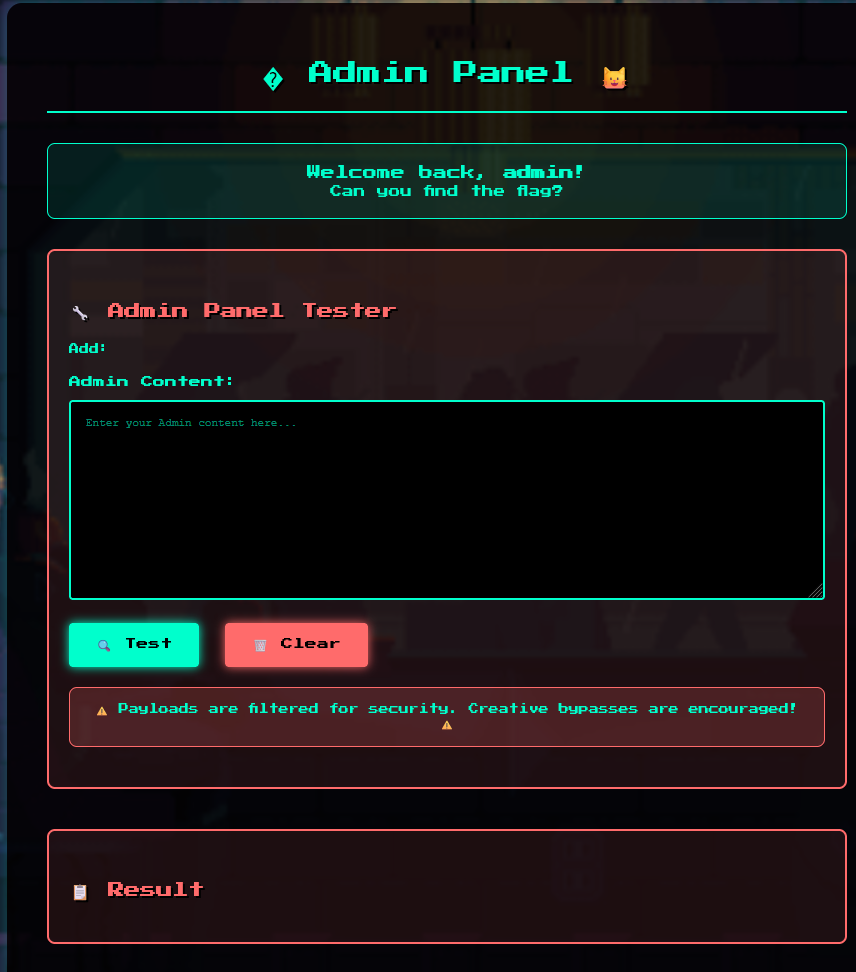 � Admin Panel 😺
Welcome back, admin!
Can you find the flag?
🔧 Admin Panel Tester
Add:
Admin Content:
Enter your Admin content here...
🔍 Test
🗑️ Clear
⚠️ Payloads are filtered for security. Creative bypasses are encouraged!
⚠️
📋 Result